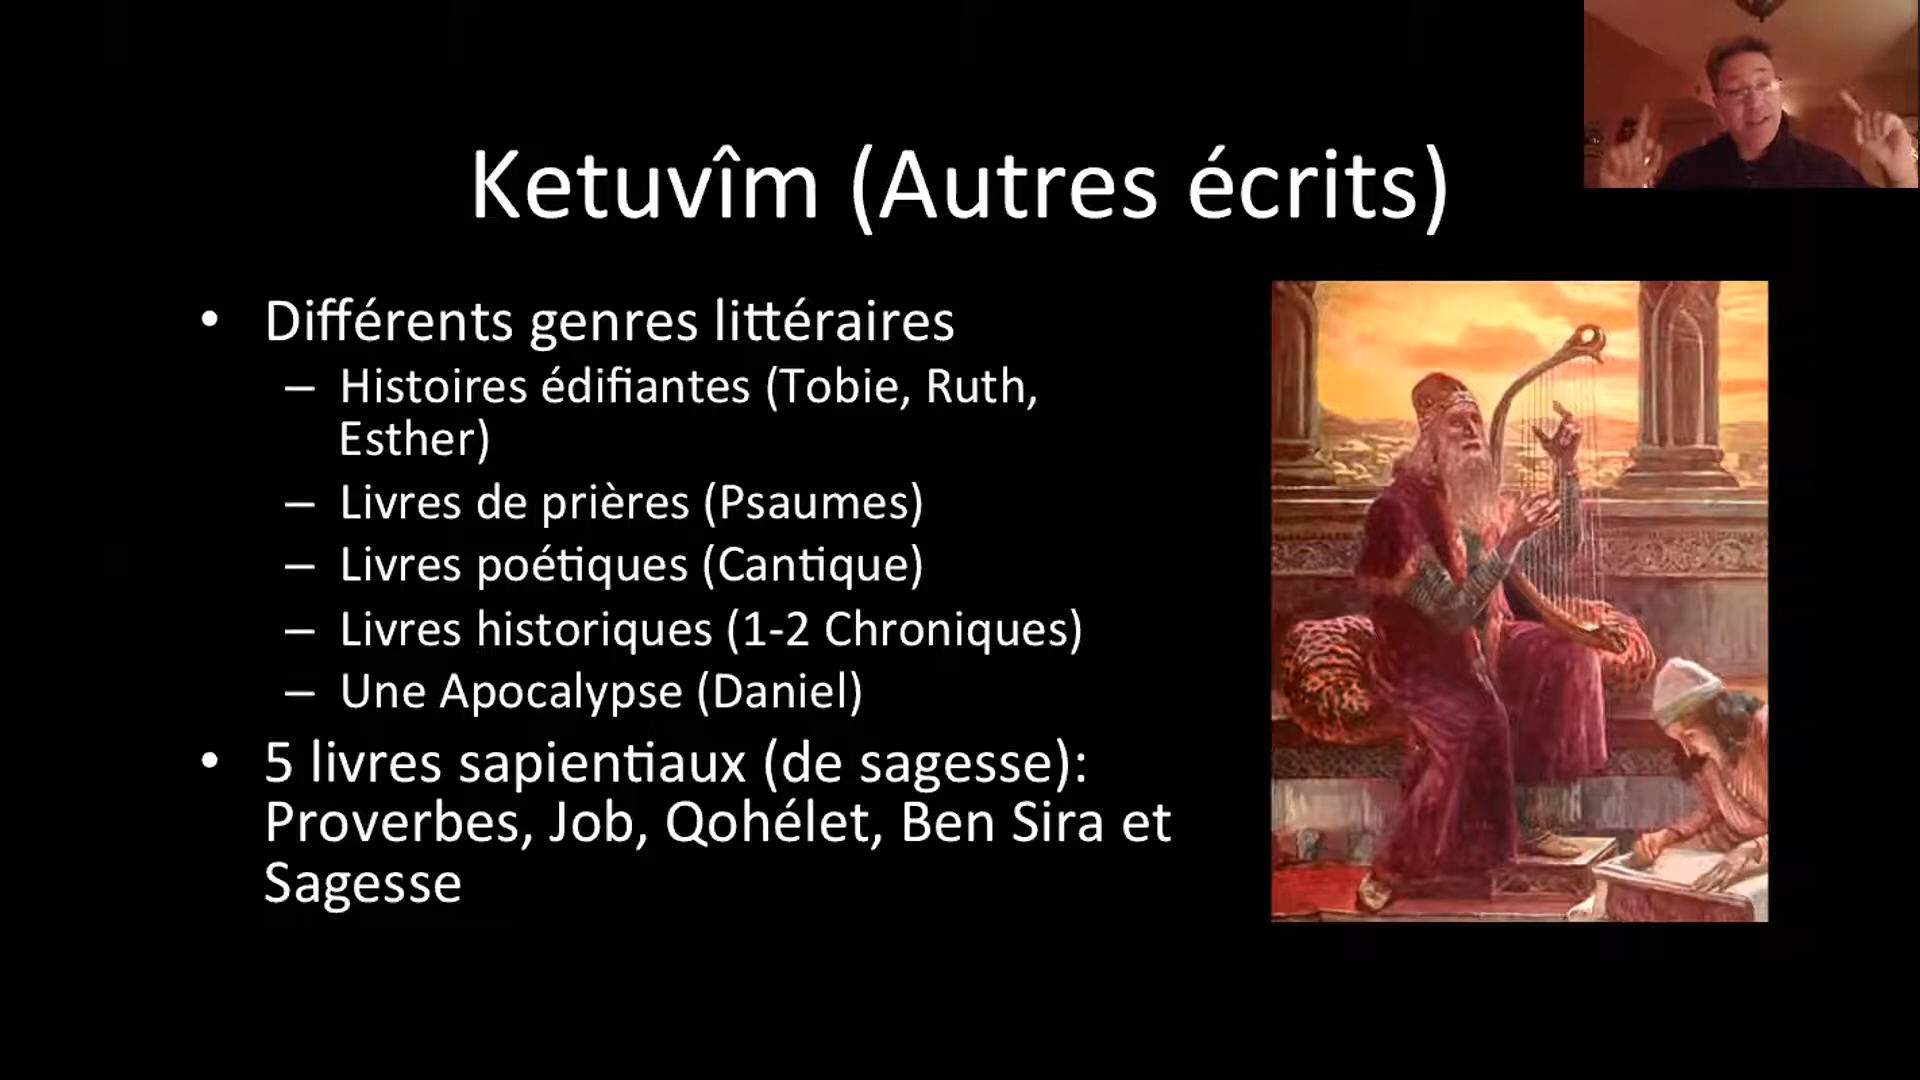 Ketuvîm (Autres écrits)
• Différents genres littéraires
– Histoires édifiantes (Tobie, Ruth,
Esther)
– Livres de prières (Psaumes)
– Livres poétiques (Cantique)
– Livres historiques (1-2 Chroniques)
– Une Apocalypse (Daniel)
• 5 livres sapientiaux (de sagesse):
Proverbes, Job, Qohélet, Ben Sira et
Sagesse